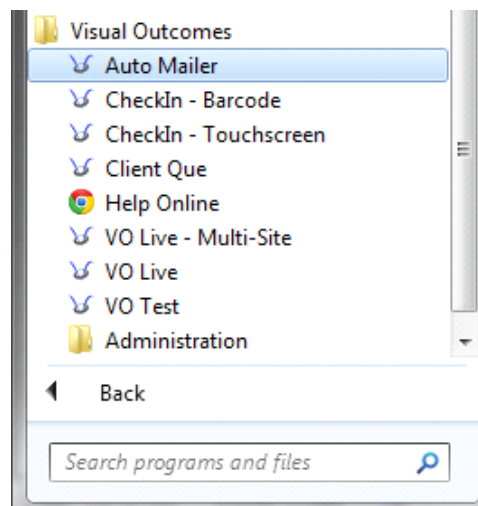 Visual Outcomes
Auto Mailer
CheckIn - Barcode
CheckIn - Touchscreen
Client Que
Help Online
VO Live - Multi-Site
VO Live
VO Test
Administration
Back
Search programs and files